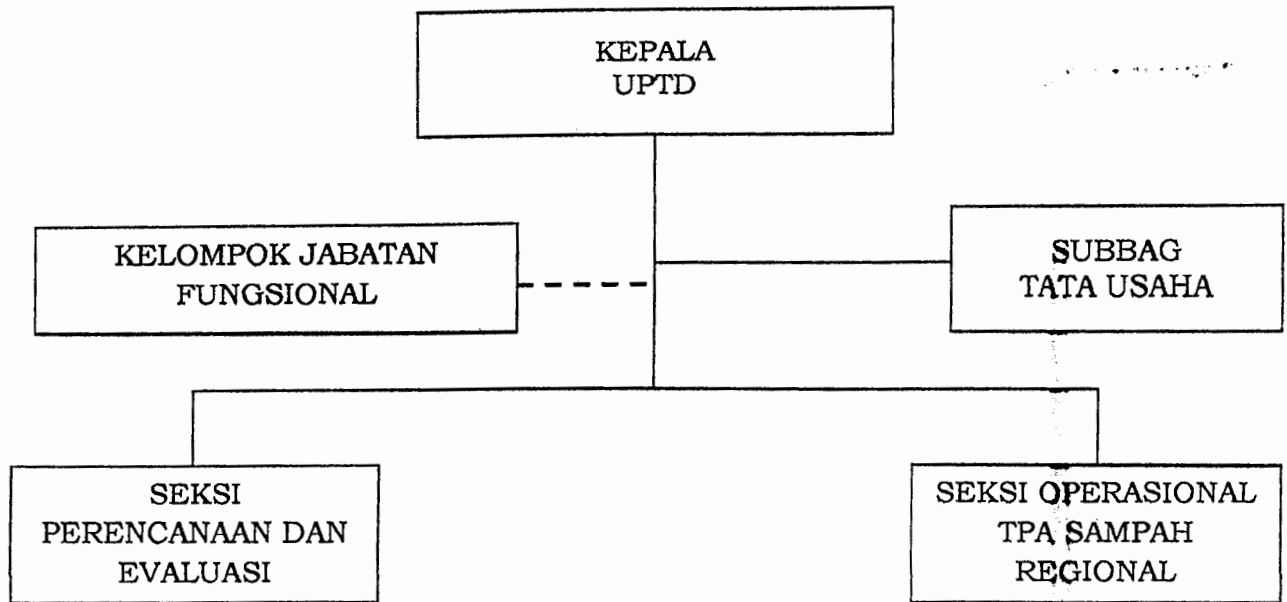 KEPALA
UPTD
KELOMPOK JABATAN
FUNGSIONAL
SUBBAG
TATA USAHA
SEKSI
PERENCANAAN DAN
EVALUASI
SEKSI OPERASIONAL
TPA SAMPAH
REGIONAL